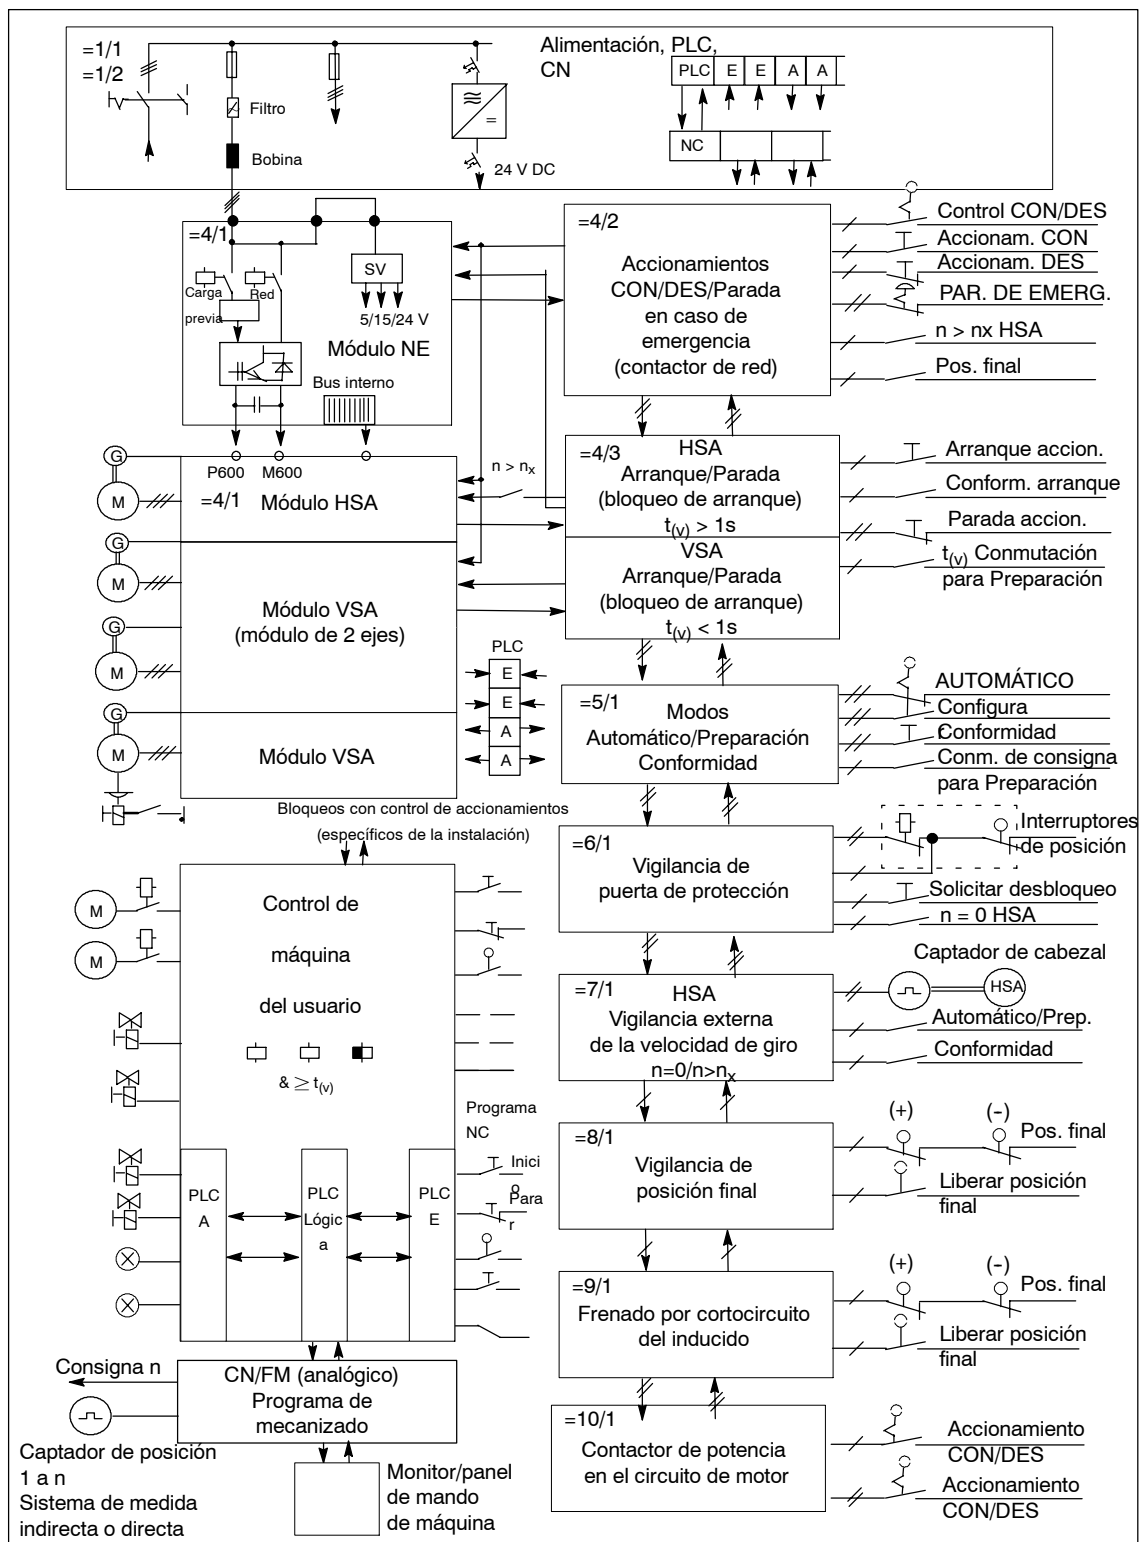 =1/1
=1/2
Alimentación, PLC,
CN
PLC E E A A
NC
Filtro
Bobina
24 V DC
=4/1
SV
Carga
previa
Red
5/15/24 V
Módulo NE
Bus interno
P600 M600
=4/1
Módulo HSA
n > nx
G
M
G
M
Módulo VSA
(módulo de 2 ejes)
G
M
G
M
Módulo VSA
PLC
E
E
A
A
Bloqueos con control de accionamientos
(específicos de la instalación)
=4/2
Accionamientos
CON/DES/Parada
en caso de
emergencia
(contactor de red)
Control CON/DES
Accionam. CON
Accionam. DES
PAR. DE EMERG.
n > nx HSA
Pos. final
=4/3
HSA
Arranque/Parada
(bloqueo de arranque)
t(v) > 1s
VSA
Arranque/Parada
(bloqueo de arranque)
t(v) < 1s
Arranque accion.
Conform. arranque
Parada accion.
t(v) Conmutación
para Preparación
=5/1
Modos
Automático/Preparación
Conformidad
AUTOMÁTICO
Configura
r
Conformidad
Conm. de consigna
para Preparación
=6/1
Vigilancia de
puerta de protección
Interruptores
de posición
Solicitar desbloqueo
n = 0 HSA
=7/1
HSA
Vigilancia externa
de la velocidad de giro
n=0/n>nx
Captador de cabezal
HSA
Automático/Prep.
Conformidad
=8/1
Vigilancia de
posición final
(+) (-)
Pos. final
Liberar posición
final
=9/1
Frenado por cortocircuito
del inducido
(+) (-)
Pos. final
Liberar posición
final
=10/1
Contactor de potencia
en el circuito de motor
Accionamiento
CON/DES
Accionamiento
CON/DES
M
M
Control de
máquina
del usuario
& ≥ t(v)
Programa
NC
Inici
o
Para
r
PLC
A
PLC
Lógic
a
PLC
E
Consigna n
CN/FM (analógico)
Programa de
mecanizado
Captador de posición
1 a n
Sistema de medida
indirecta o directa
Monitor/panel
de mando
de máquina